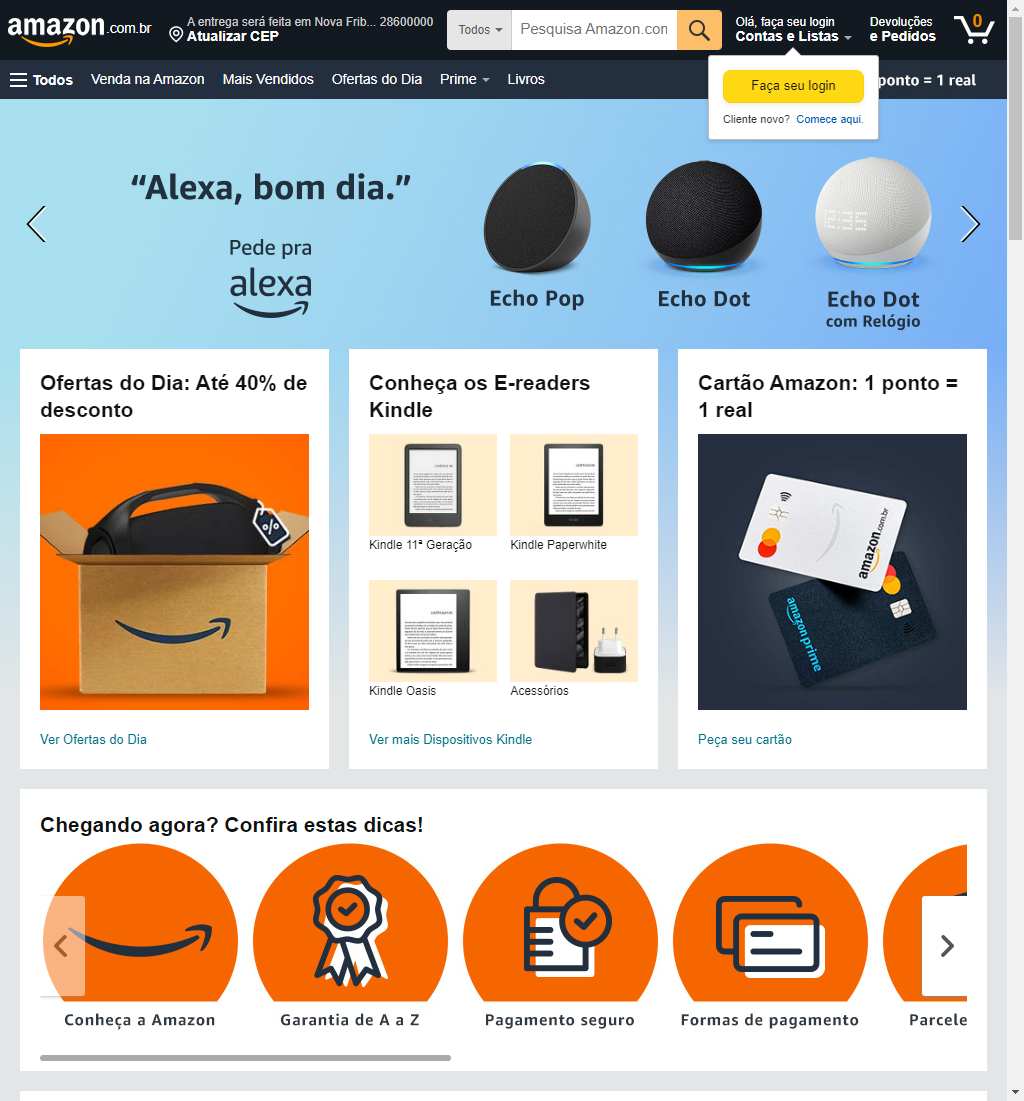 amazon.com.br
A entrega será feita em Nova Frib... 28600000
Atualizar CEP
Todos
Pesquisa Amazon.con
Olá, faça seu login
Contas e Listas
Devoluções
e Pedidos
0
Todos
Venda na Amazon
Mais Vendidos
Ofertas do Dia
Prime
Livros
ponto = 1 real
Faça seu login
Cliente novo? Comece aqui.
“Alexa, bom dia.”
Pede pra
alexa
Echo Pop
Echo Dot
Echo Dot
com Relógio
Ofertas do Dia: Até 40% de
desconto
%
Ver Ofertas do Dia
Conheça os E-readers
Kindle
Kindle 11ª Geração
Kindle Paperwhite
Kindle Oasis
Acessórios
Ver mais Dispositivos Kindle
Cartão Amazon: 1 ponto =
1 real
amazon.com.br
amazon prime
Peça seu cartão
Chegando agora? Confira estas dicas!
Conheça a Amazon
Garantia de A a Z
Pagamento seguro
Formas de pagamento
Parcele